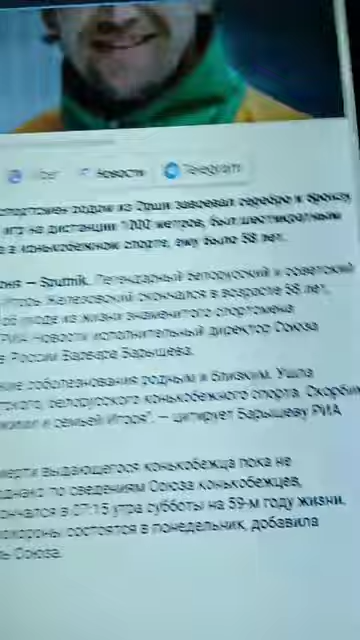 Новости Telegram
спортсмен родом из Орши завоевал серебро и бронзу
игр на дистанции 1000 метров, был шестикратным
в конькобежном спорте, ему было 58 лет.
— Sputnik. Легендарный белорусский и советский
Игорь Железовский скончался в возрасте 58 лет,
из жизни знаменитого спортсмена
РИА Новости исполнительный директор Союза
России Варвара Барышева.
соболезнования родным и близким. Ушла
белорусского конькобежного спорта. Скорбим
и семьей Игоря", — цитирует Барышеву РИА
смерти выдающегося конькобежца пока не
однако по сведениям Союза конькобежцев,
скончался в 07:15 утра субботы на 59-м году жизни.
похороны состоятся в понедельник, добавила
Союза.